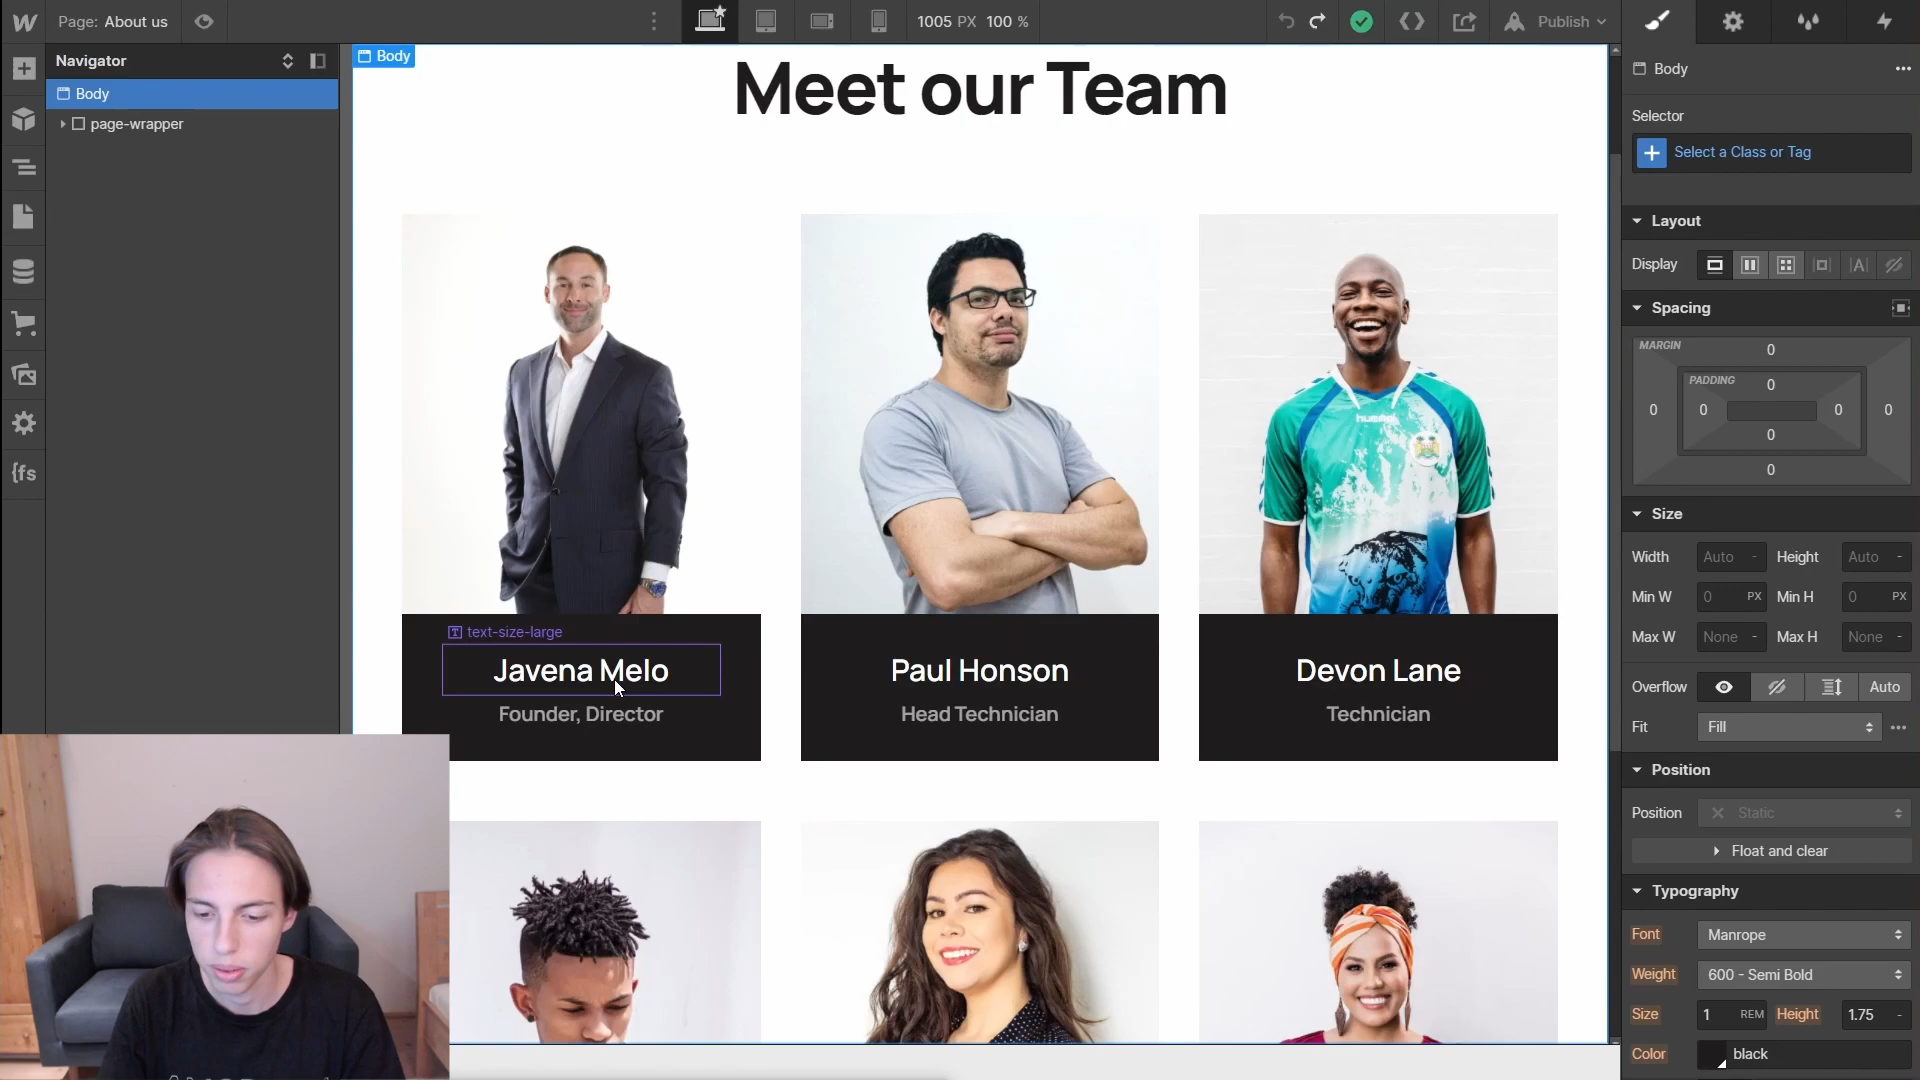 Page: About us
1005 PX 100 %
Publish
Navigator
Body
page-wrapper
{fs
Body
Meet our Team
hummel
text-size-large
Javena Melo
Founder, Director
Paul Honson
Head Technician
Devon Lane
Technician
Body
Selector
Select a Class or Tag
Layout
Display
Spacing
MARGIN
0
PADDING
0
0 0 0 0
0
0
Size
Width Auto - Height Auto -
Min W 0 PX Min H 0 PX
Max W None - Max H None -
Overflow Auto
Fit Fill
Position
Position Static
Float and clear
Typography
Font Manrope
Weight 600 - Semi Bold
Size 1 REM Height 1.75 -
Color black